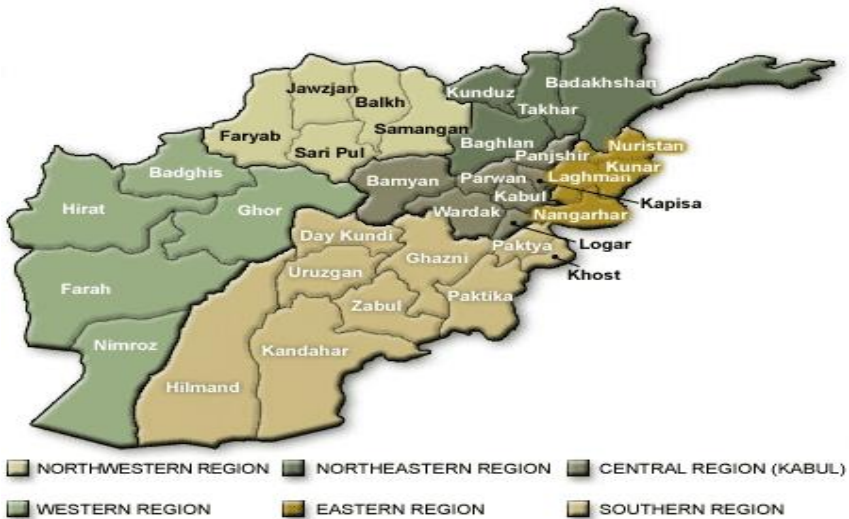 Badakhshan
Jawzjan
Kunduz
Balkh
Takhar
Faryab
Samangan
Baghlan
Nuristan
Sari Pul
Panjshir
Kunar
Badghis
Bamyan
Parwan
Laghman
Kabul
Kapisa
Hirat
Ghor
Wardak
Nangarhar
Day Kundi
Paktya
Logar
Ghazni
Uruzgan
Khost
Farah
Paktika
Zabul
Nimroz
Kandahar
Hilmand
NORTHWESTERN REGION
NORTHEASTERN REGION
CENTRAL REGION (KABUL)
WESTERN REGION
EASTERN REGION
SOUTHERN REGION